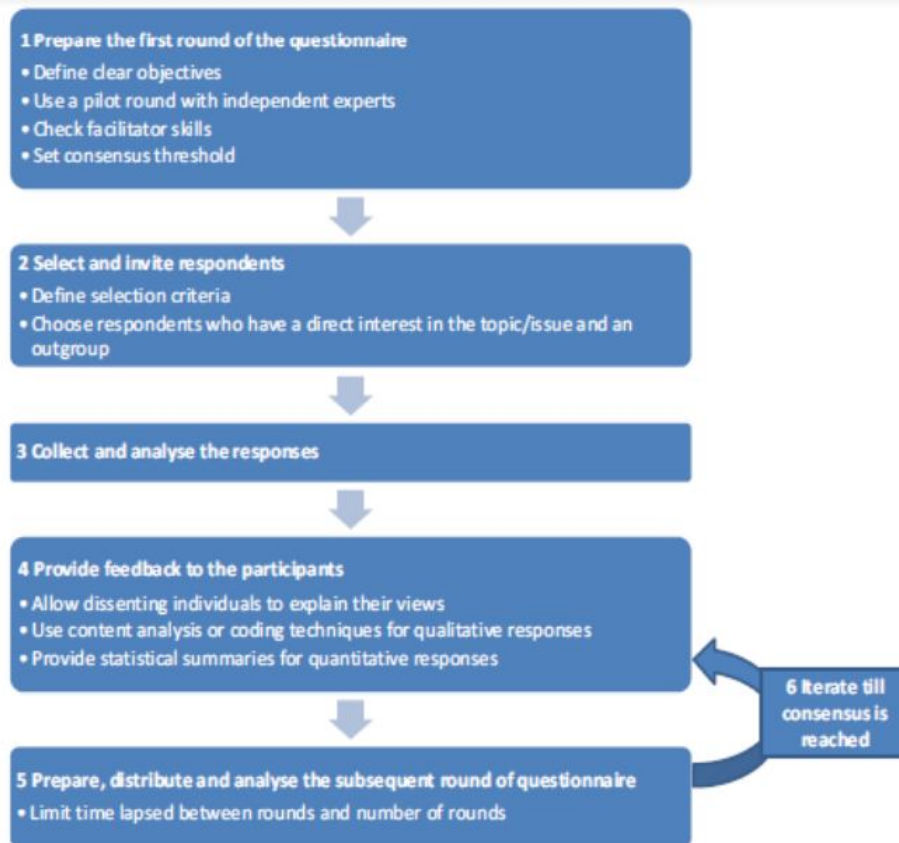 1 Prepare the first round of the questionnaire
• Define clear objectives
• Use a pilot round with independent experts
• Check facilitator skills
• Set consensus threshold
2 Select and invite respondents
• Define selection criteria
• Choose respondents who have a direct interest in the topic/issue and an
outgroup
3 Collect and analyse the responses
4 Provide feedback to the participants
• Allow dissenting individuals to explain their views
• Use content analysis or coding techniques for qualitative responses
• Provide statistical summaries for quantitative responses
5 Prepare, distribute and analyse the subsequent round of questionnaire
• Limit time lapsed between rounds and number of rounds
6 Iterate till
consensus is
reached